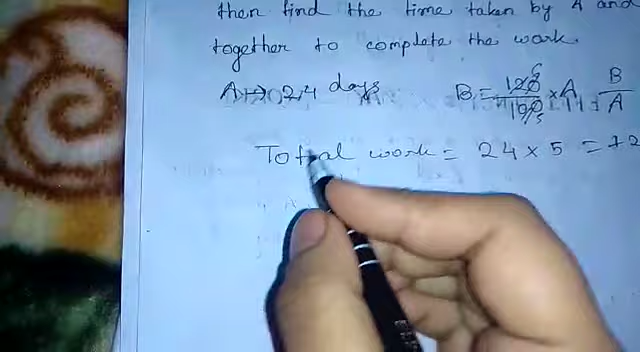 then find the time taken by A and
together to complete the work.
A → 24 days B = 120/100 × A B/A
Total work = 24 × 5 =